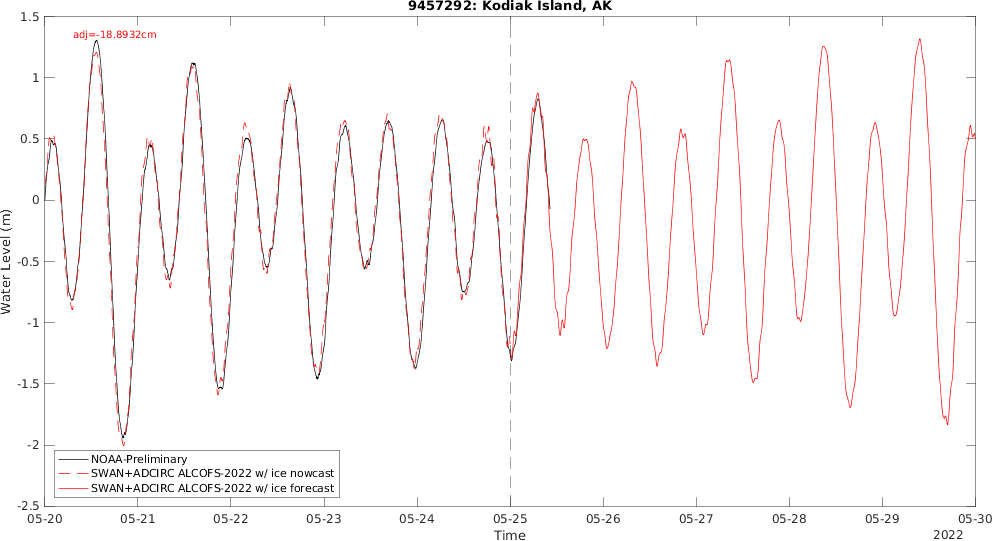 9457292: Kodiak Island, AK
adj=-18.8932cm
1.5
1
0.5
0
-0.5
-1
-1.5
-2
-2.5
Water Level (m)
NOAA-Preliminary
SWAN+ADCIRC ALCOFS-2022 w/ ice nowcast
SWAN+ADCIRC ALCOFS-2022 w/ ice forecast
05-20 05-21 05-22 05-23 05-24 05-25 05-26 05-27 05-28 05-29 05-30
Time
2022